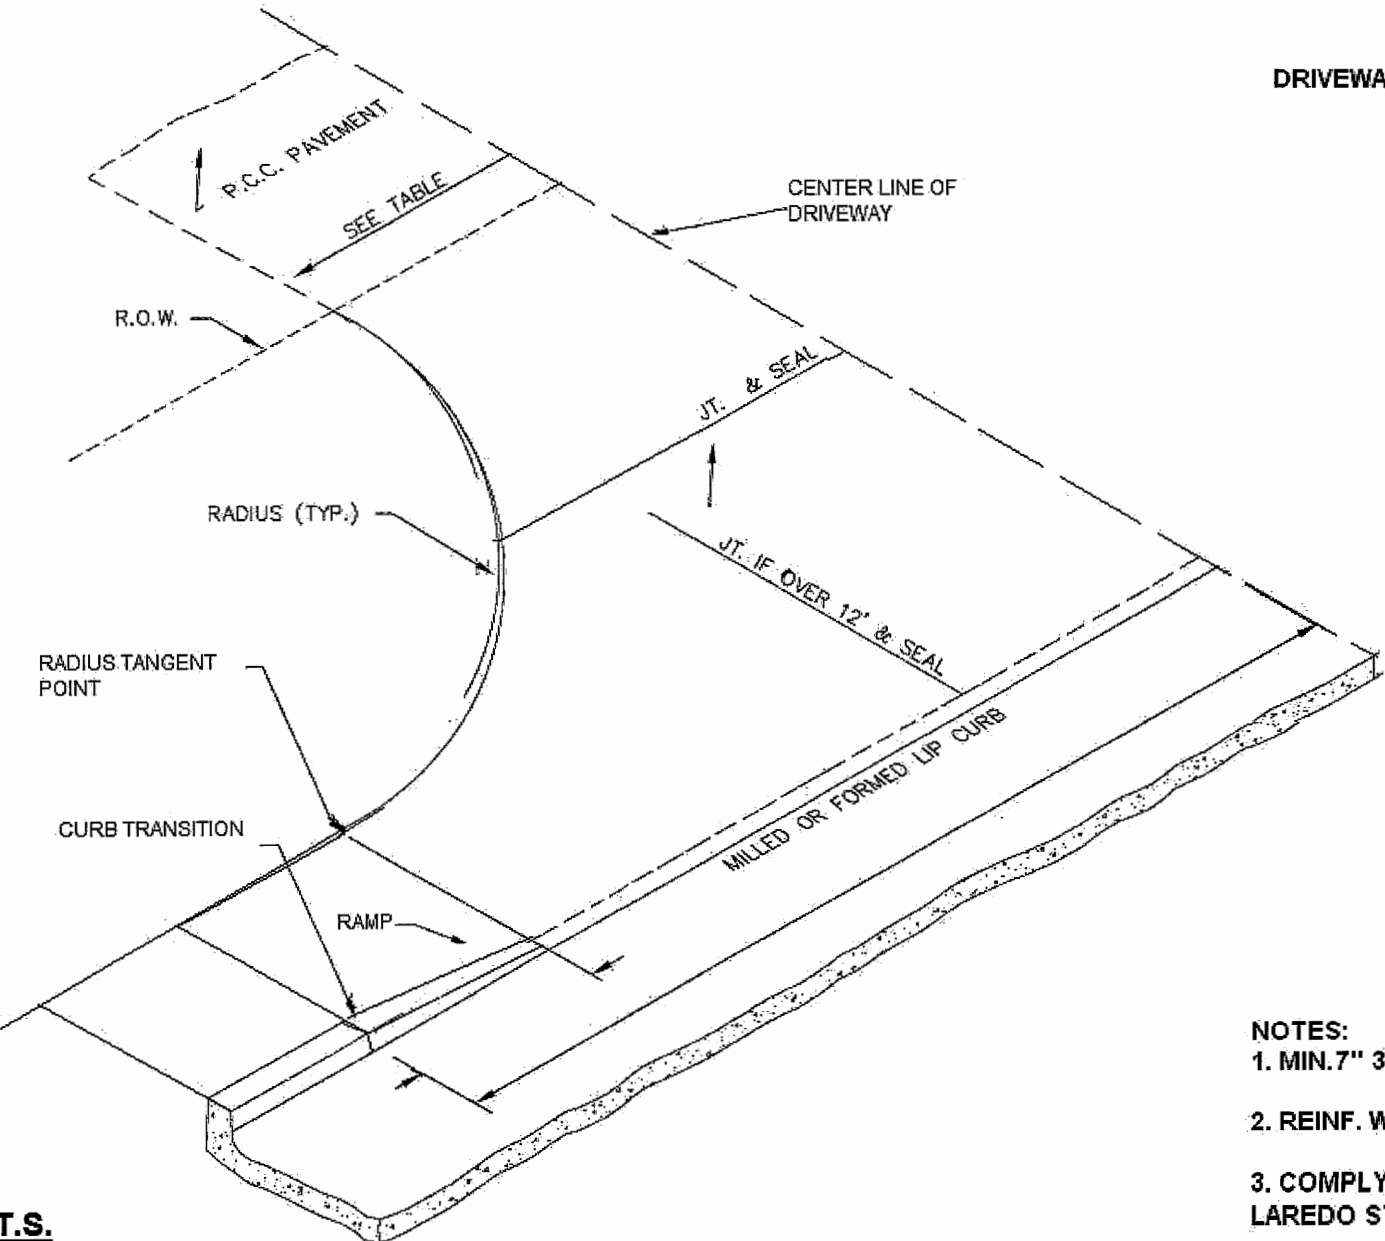 DRIVEWA
P.C.C. PAVEMENT
SEE TABLE
CENTER LINE OF
DRIVEWAY
R.O.W.
JT. & SEAL
RADIUS (TYP.)
JT. IF OVER 12' & SEAL
RADIUS TANGENT
POINT
MILLED OR FORMED LIP CURB
CURB TRANSITION
RAMP
NOTES:
1. MIN.7" 3
2. REINF. W
3. COMPLY
LAREDO ST
T.S.